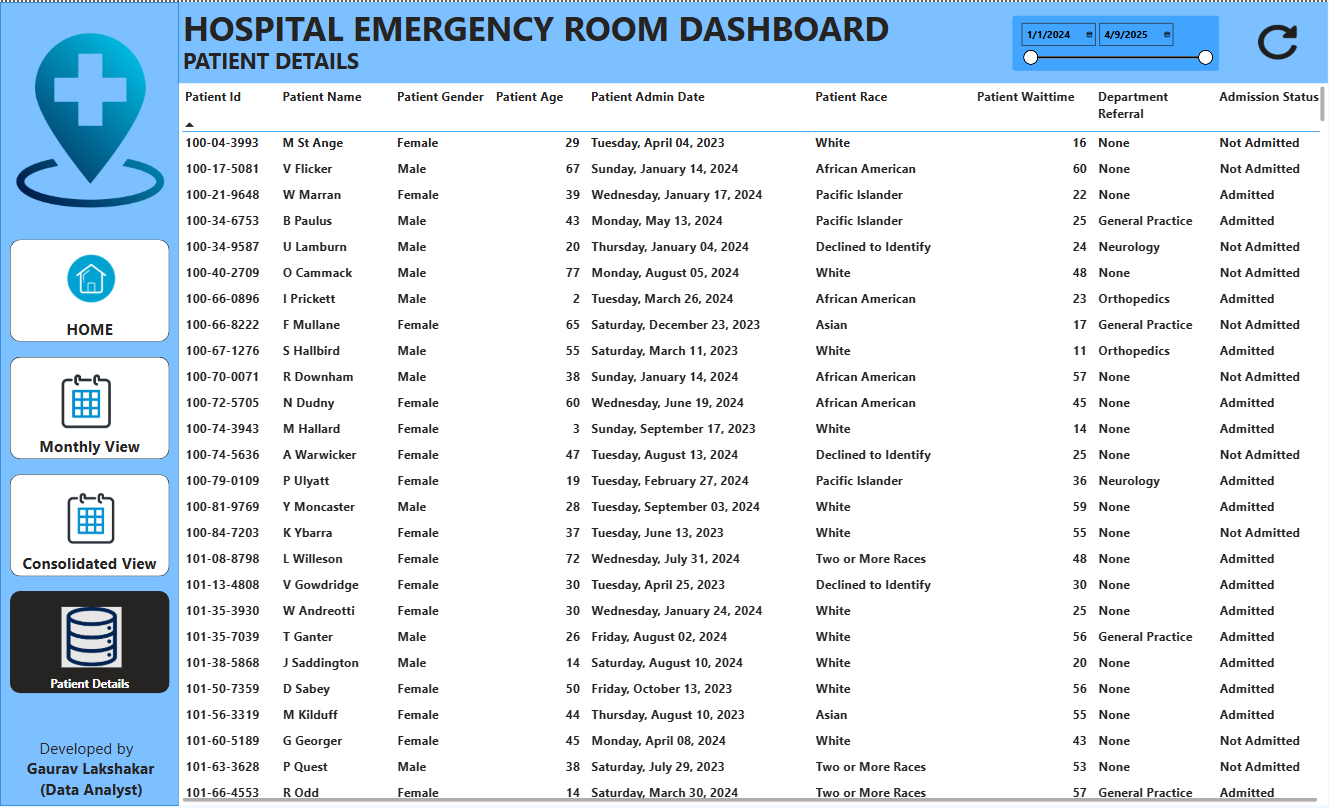 HOSPITAL EMERGENCY ROOM DASHBOARD
PATIENT DETAILS
1/1/2024 4/9/2025
HOME
Monthly View
Consolidated View
Patient Details
Developed by
Gaurav Lakshakar
(Data Analyst)
Patient Id Patient Name Patient Gender Patient Age Patient Admin Date Patient Race Patient Waittime Department Referral Admission Status
100-04-3993 M St Ange Female 29 Tuesday, April 04, 2023 White 16 None Not Admitted
100-17-5081 V Flicker Male 67 Sunday, January 14, 2024 African American 60 None Not Admitted
100-21-9648 W Marran Female 39 Wednesday, January 17, 2024 Pacific Islander 22 None Admitted
100-34-6753 B Paulus Male 43 Monday, May 13, 2024 Pacific Islander 25 General Practice Admitted
100-34-9587 U Lamburn Male 20 Thursday, January 04, 2024 Declined to Identify 24 Neurology Not Admitted
100-40-2709 O Cammack Male 77 Monday, August 05, 2024 White 48 None Not Admitted
100-66-0896 I Prickett Male 2 Tuesday, March 26, 2024 African American 23 Orthopedics Admitted
100-66-8222 F Mullane Female 65 Saturday, December 23, 2023 Asian 17 General Practice Not Admitted
100-67-1276 S Hallbird Male 55 Saturday, March 11, 2023 White 11 Orthopedics Admitted
100-70-0071 R Downham Male 38 Sunday, January 14, 2024 African American 57 None Not Admitted
100-72-5705 N Dudny Female 60 Wednesday, June 19, 2024 African American 45 None Admitted
100-74-3943 M Hallard Female 3 Sunday, September 17, 2023 White 14 None Admitted
100-74-5636 A Warwicker Female 47 Tuesday, August 13, 2024 Declined to Identify 25 None Not Admitted
100-79-0109 P Ulyatt Female 19 Tuesday, February 27, 2024 Pacific Islander 36 Neurology Admitted
100-81-9769 Y Moncaster Male 28 Tuesday, September 03, 2024 White 59 None Admitted
100-84-7203 K Ybarra Female 37 Tuesday, June 13, 2023 White 55 None Not Admitted
101-08-8798 L Willeson Female 72 Wednesday, July 31, 2024 Two or More Races 48 None Admitted
101-13-4808 V Gowdridge Female 30 Tuesday, April 25, 2023 Declined to Identify 30 None Admitted
101-35-3930 W Andreotti Female 30 Wednesday, January 24, 2024 White 25 None Admitted
101-35-7039 T Ganter Male 26 Friday, August 02, 2024 White 56 General Practice Admitted
101-38-5868 J Saddington Male 14 Saturday, August 10, 2024 White 20 None Admitted
101-50-7359 D Sabey Female 50 Friday, October 13, 2023 White 56 None Admitted
101-56-3319 M Kilduff Female 44 Thursday, August 10, 2023 Asian 55 None Admitted
101-60-5189 G Georger Female 45 Monday, April 08, 2024 White 43 None Not Admitted
101-63-3628 P Quest Male 38 Saturday, July 29, 2023 Two or More Races 53 None Not Admitted
101-66-4553 R Odd Female 14 Saturday, March 30, 2024 Two or More Races 57 General Practice Admitted